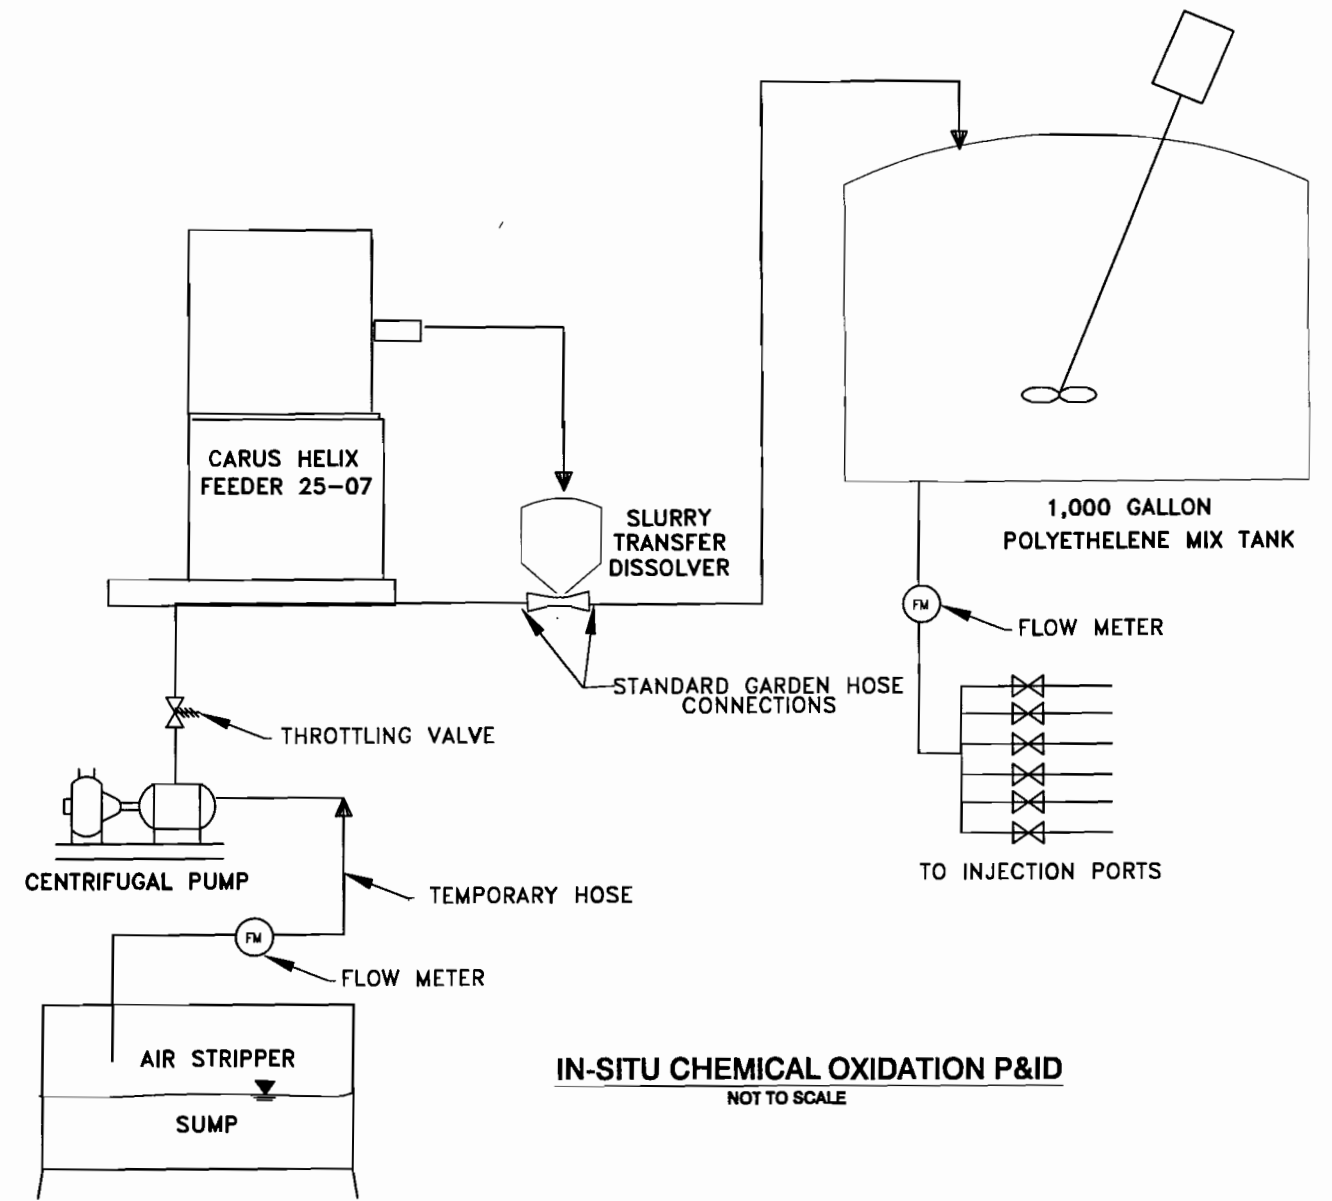 CARUS HELIX
FEEDER 25-07
SLURRY
TRANSFER
DISSOLVER
1,000 GALLON
POLYETHELENE MIX TANK
FM
FLOW METER
STANDARD GARDEN HOSE
CONNECTIONS
THROTTLING VALVE
TO INJECTION PORTS
CENTRIFUGAL PUMP
TEMPORARY HOSE
FM
FLOW METER
AIR STRIPPER
SUMP
IN-SITU CHEMICAL OXIDATION P&ID
NOT TO SCALE